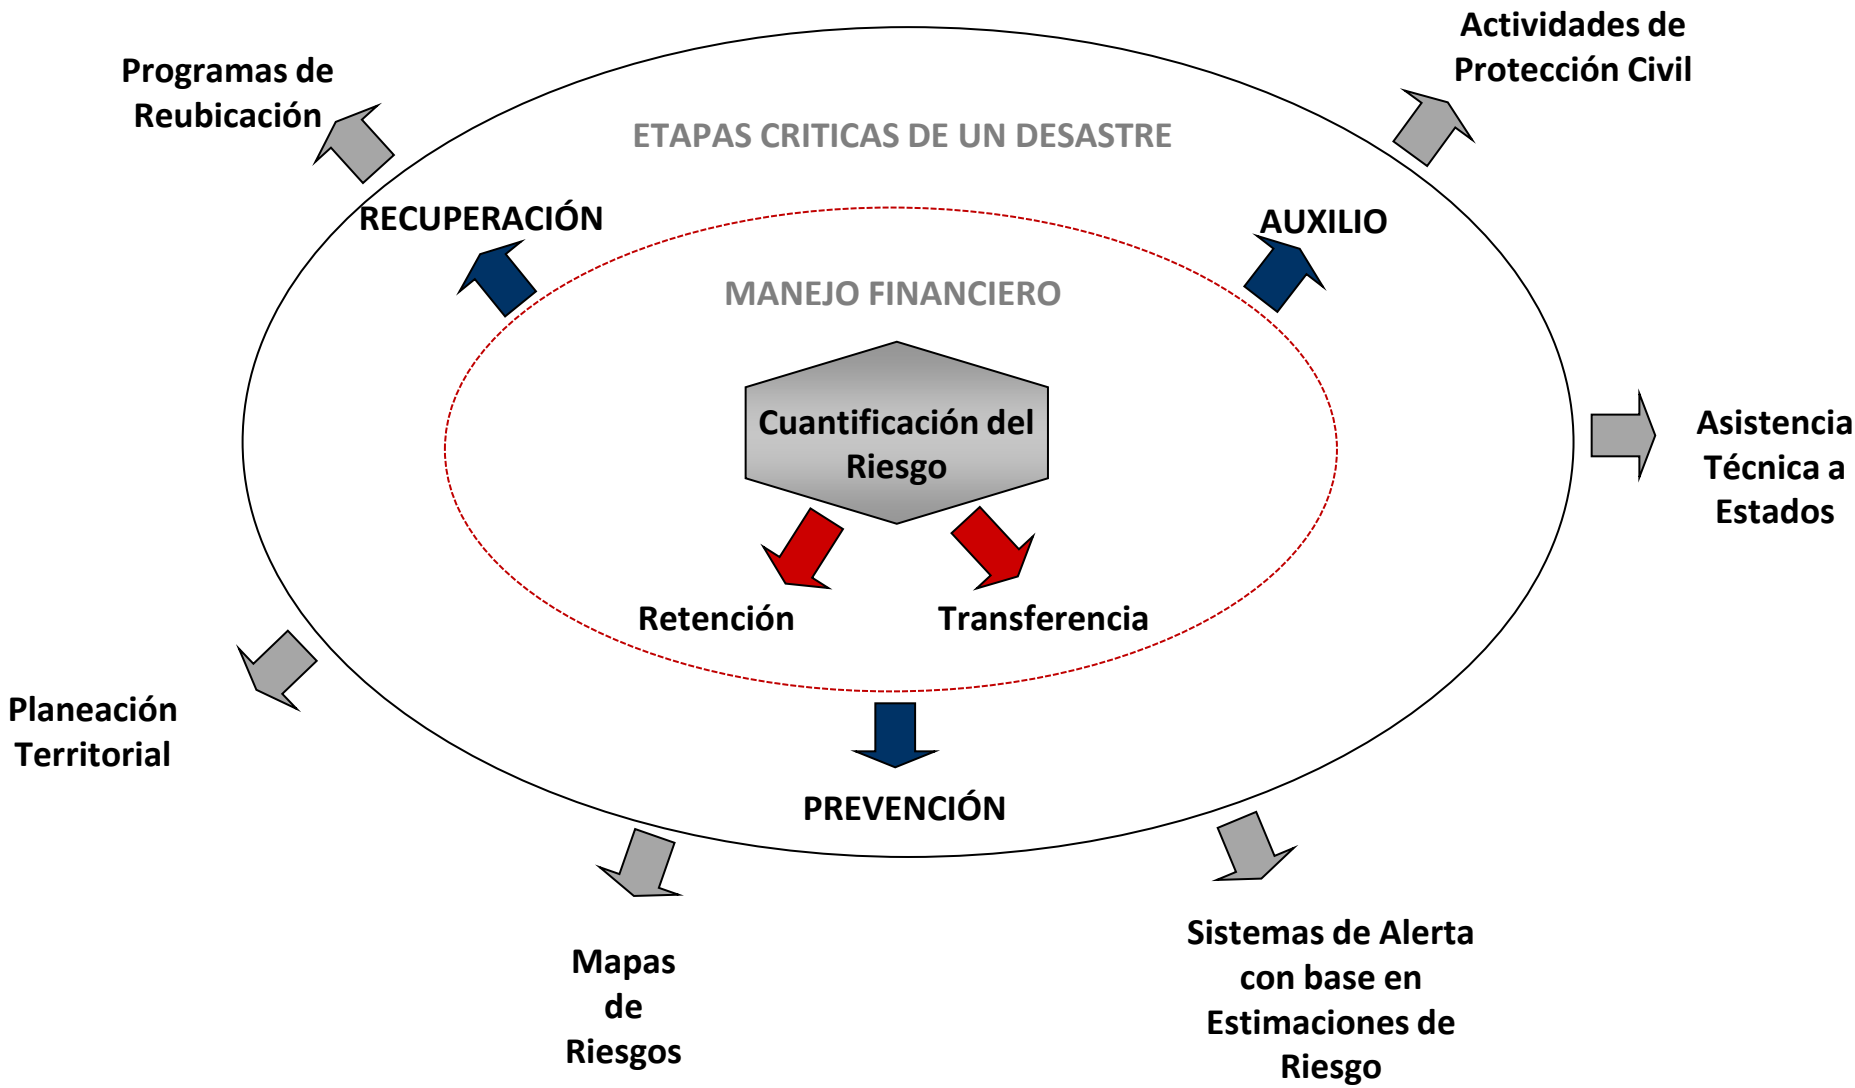 Actividades de
Protección Civil
Programas de
Reubicación
ETAPAS CRITICAS DE UN DESASTRE
RECUPERACIÓN
AUXILIO
MANEJO FINANCIERO
Cuantificación del
Riesgo
Asistencia
Técnica a
Estados
Retención
Transferencia
Planeación
Territorial
PREVENCIÓN
Mapas
de
Riesgos
Sistemas de Alerta
con base en
Estimaciones de
Riesgo